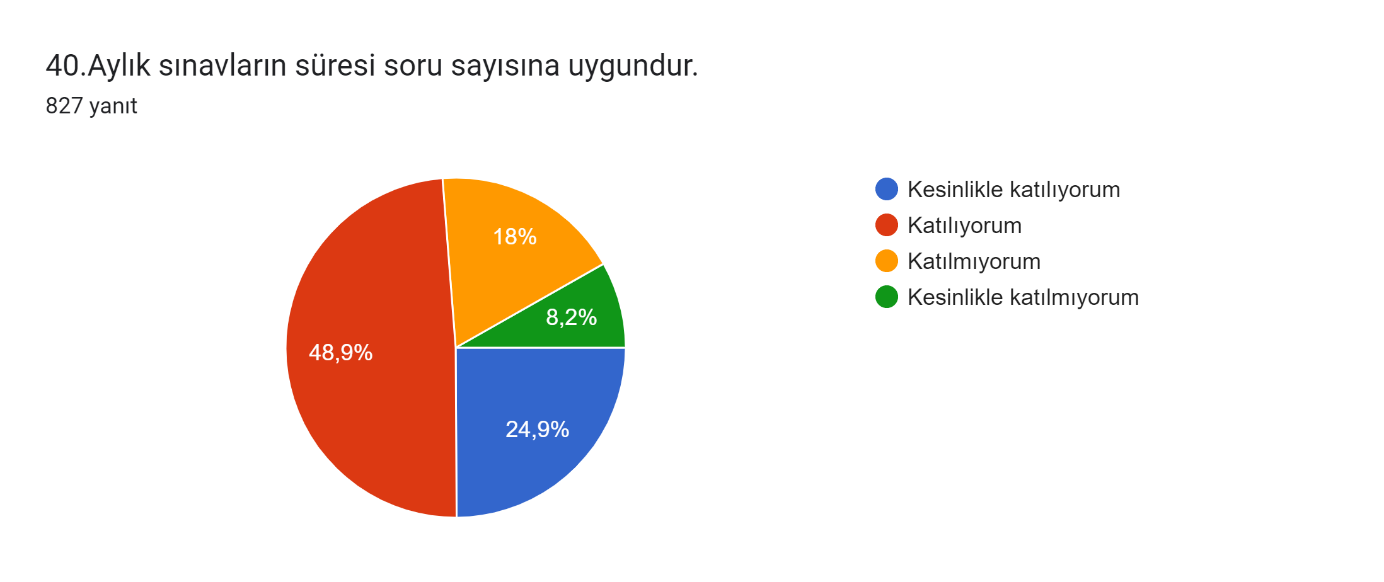 40.Aylık sınavların süresi soru sayısına uygundur.
827 yanıt
Kesinlikle katılıyorum
Katılıyorum
Katılmıyorum
Kesinlikle katılmıyorum
18%
8,2%
48,9%
24,9%